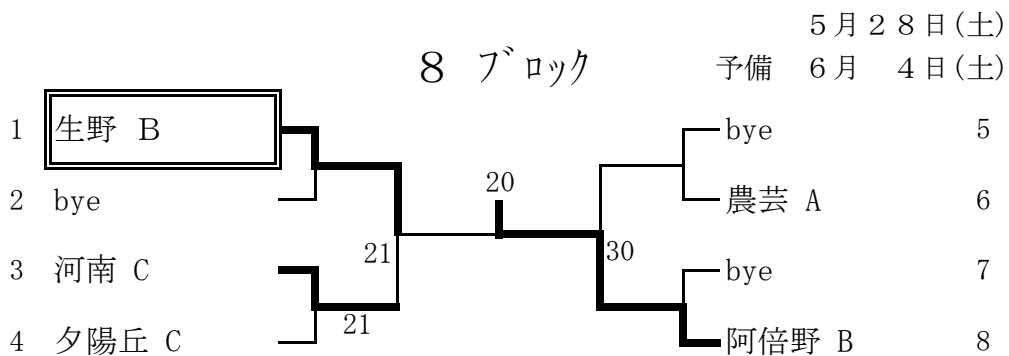 ５月２８日(土)
８ ブロック
予備 ６月 ４日(土)
1 生野 Ｂ
bye 5
20
2 bye
農芸 A 6
21
30
3 河南 C
bye 7
21
4 夕陽丘 C
阿倍野 B 8